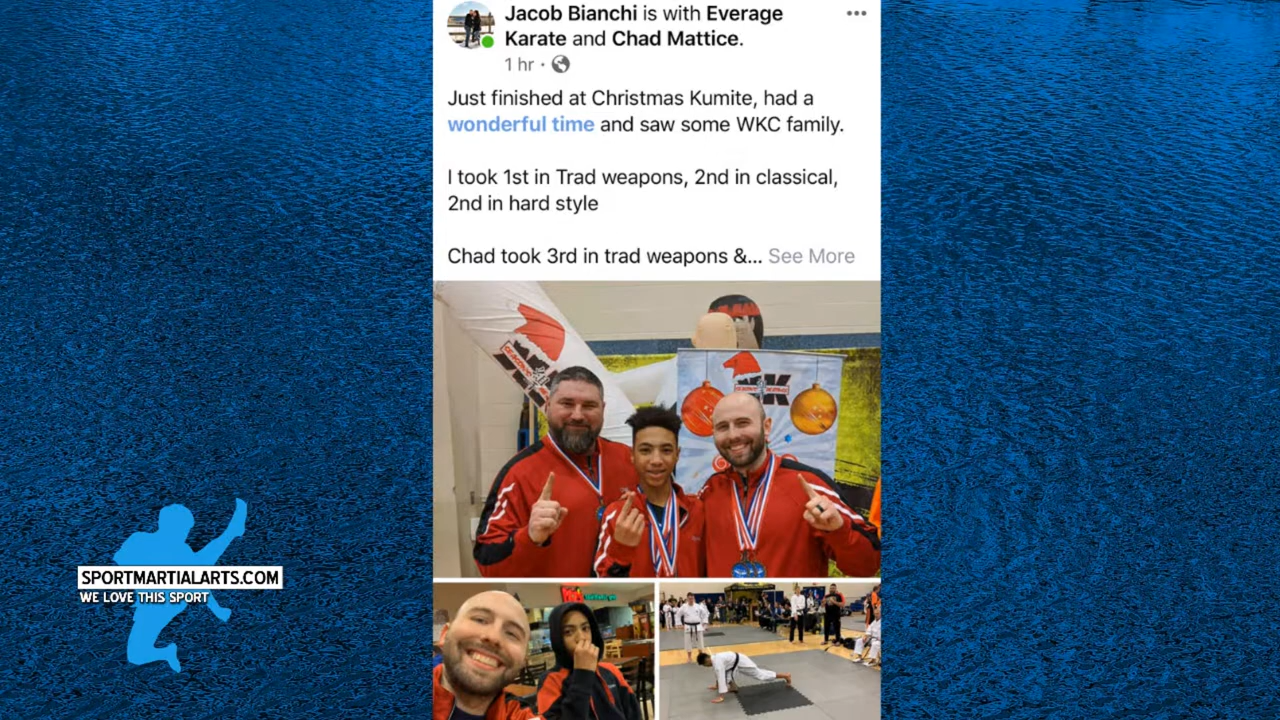 Jacob Bianchi is with Everage
Karate and Chad Mattice.
1 hr ·
Just finished at Christmas Kumite, had a
wonderful time and saw some WKC family.
I took 1st in Trad weapons, 2nd in classical,
2nd in hard style
Chad took 3rd in trad weapons &... See More
SPORTMARTIALARTS.COM
WE LOVE THIS SPORT